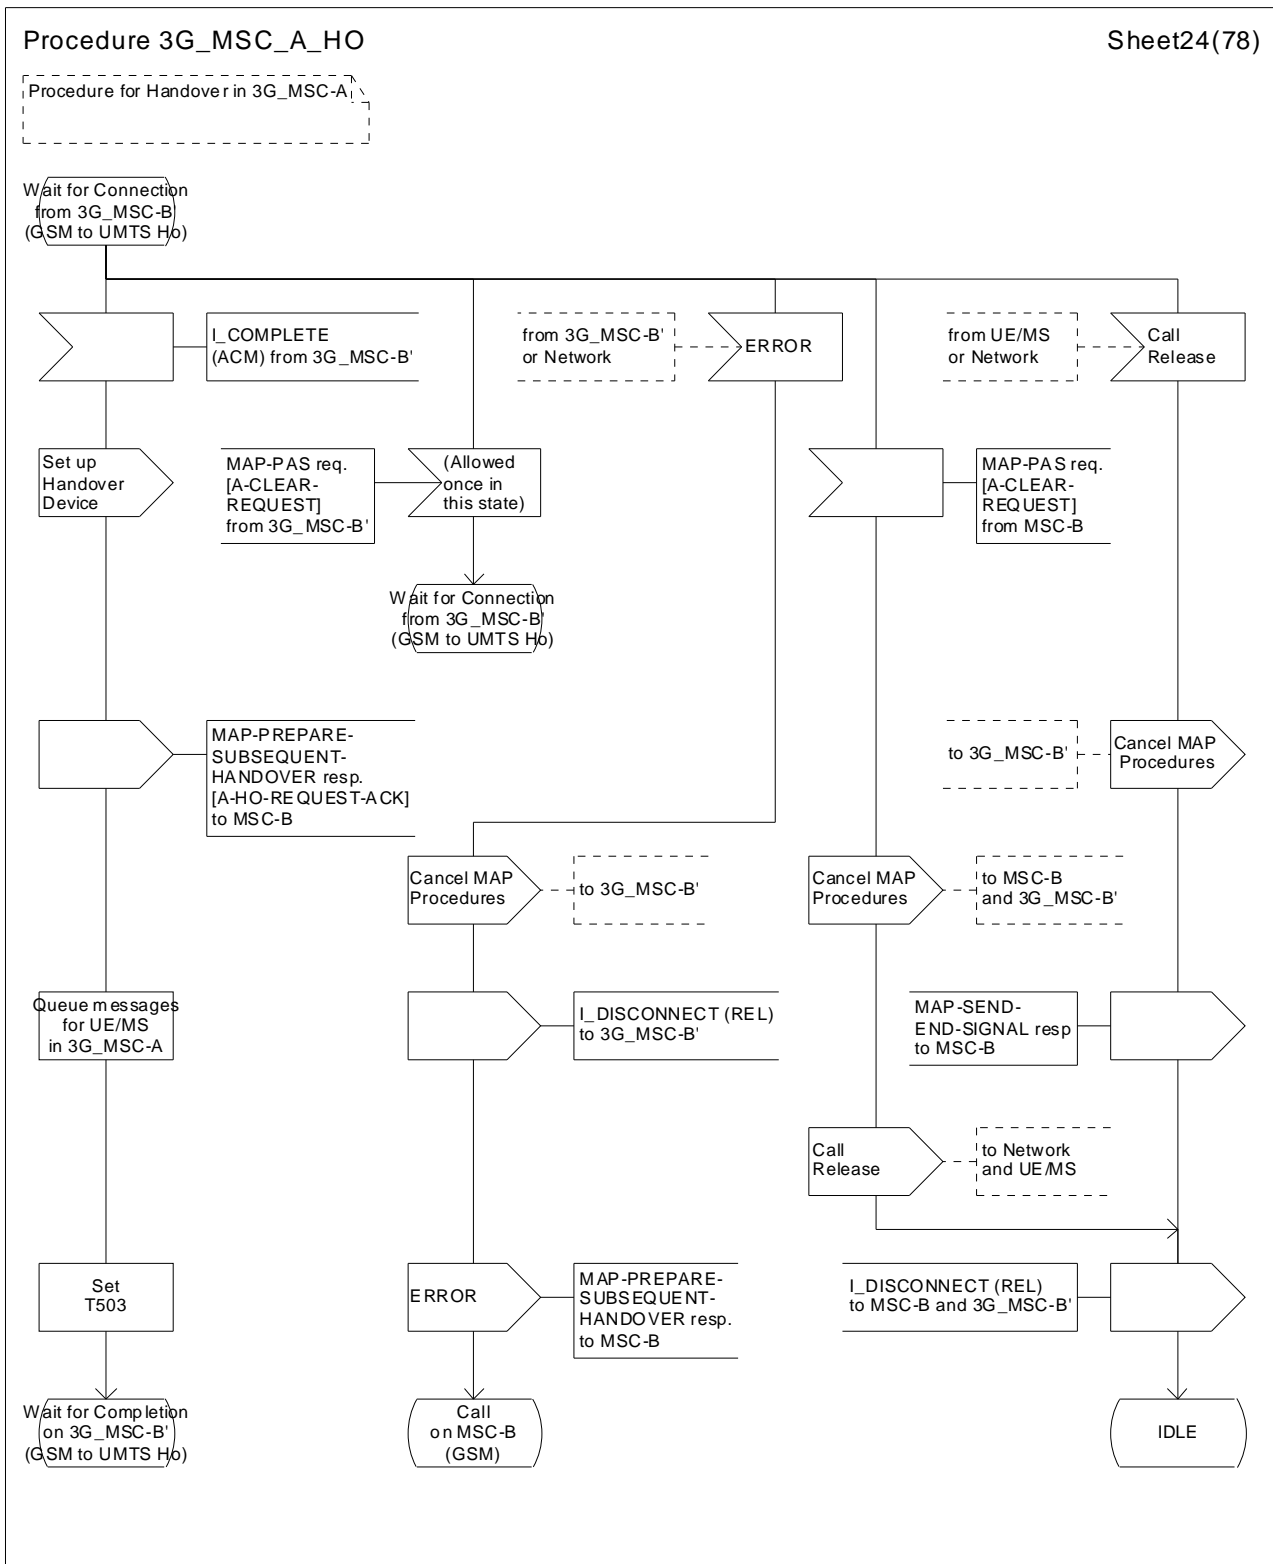 Procedure 3G_MSC_A_HO
Sheet24(78)
Procedure for Handover in 3G_MSC-A
Wait for Connection
from 3G_MSC-B'
(GSM to UMTS Ho)
I_COMPLETE
(ACM) from 3G_MSC-B'
from 3G_MSC-B'
or Network
ERROR
from UE/MS
or Network
Call
Release
Set up
Handover
Device
MAP-PAS req.
[A-CLEAR-
REQUEST]
from 3G_MSC-B'
(Allowed
once in
this state)
MAP-PAS req.
[A-CLEAR-
REQUEST]
from MSC-B
Wait for Connection
from 3G_MSC-B'
(GSM to UMTS Ho)
MAP-PREPARE-
SUBSEQUENT-
HANDOVER resp.
[A-HO-REQUEST-ACK]
to MSC-B
to 3G_MSC-B'
Cancel MAP
Procedures
Cancel MAP
Procedures
to 3G_MSC-B'
Cancel MAP
Procedures
to MSC-B
and 3G_MSC-B'
Queue messages
for UE/MS
in 3G_MSC-A
I_DISCONNECT (REL)
to 3G_MSC-B'
MAP-SEND-
END-SIGNAL resp
to MSC-B
Call
Release
to Network
and UE/MS
Set
T503
ERROR
MAP-PREPARE-
SUBSEQUENT-
HANDOVER resp.
to MSC-B
I_DISCONNECT (REL)
to MSC-B and 3G_MSC-B'
Wait for Completion
on 3G_MSC-B'
(GSM to UMTS Ho)
Call
on MSC-B
(GSM)
IDLE